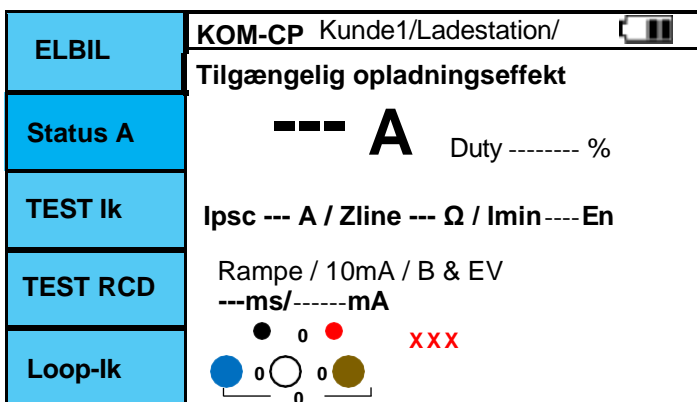 ELBIL
KOM-CP Kunde1/Ladestation/
Tilgængelig opladningseffekt
Status A
--- A Duty -------- %
TEST Ik
Ipsc --- A / Zline --- Ω / Imin----En
TEST RCD
Rampe / 10mA / B & EV
---ms/------mA
0
XXX
Loop-Ik
0 0
0